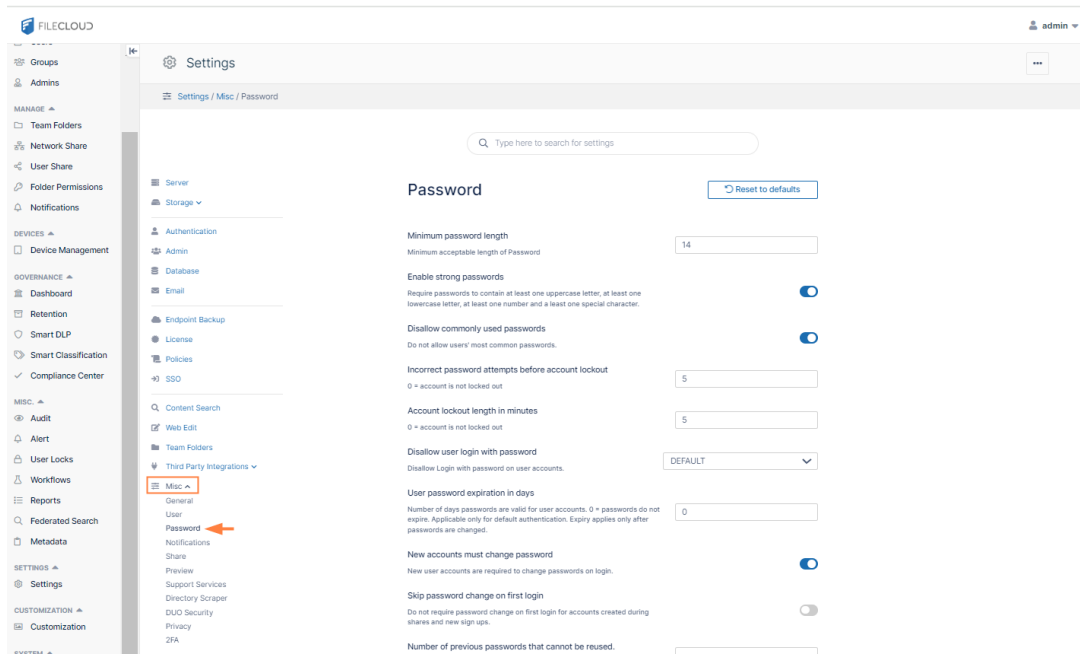 FILECLOUD
admin
Groups
Admins
MANAGE
Team Folders
Network Share
User Share
Folder Permissions
Notifications
DEVICES
Device Management
GOVERNANCE
Dashboard
Retention
Smart DLP
Smart Classification
Compliance Center
MISC.
Audit
Alert
User Locks
Workflows
Reports
Federated Search
Metadata
SETTINGS
Settings
CUSTOMIZATION
Customization
SYSTEM
Settings
Settings / Misc / Password
Type here to search for settings
Server
Storage
Authentication
Admin
Database
Email
Endpoint Backup
License
Policies
SSO
Content Search
Web Edit
Team Folders
Third Party Integrations
Misc
General
User
Password
Notifications
Share
Preview
Support Services
Directory Scraper
DUO Security
Privacy
2FA
Password
Reset to defaults
Minimum password length
Minimum acceptable length of Password
14
Enable strong passwords
Require passwords to contain at least one uppercase letter, at least one
lowercase letter, at least one number and a least one special character.
Disallow commonly used passwords
Do not allow users' most common passwords.
Incorrect password attempts before account lockout
0 = account is not locked out
5
Account lockout length in minutes
0 = account is not locked out
5
Disallow user login with password
Disallow Login with password on user accounts.
DEFAULT
User password expiration in days
Number of days passwords are valid for user accounts. 0 = passwords do not
expire. Applicable only for default authentication. Expiry applies only after
passwords are changed.
0
New accounts must change password
New user accounts are required to change passwords on login.
Skip password change on first login
Do not require password change on first login for accounts created during
shares and new sign ups.
Number of previous passwords that cannot be reused.